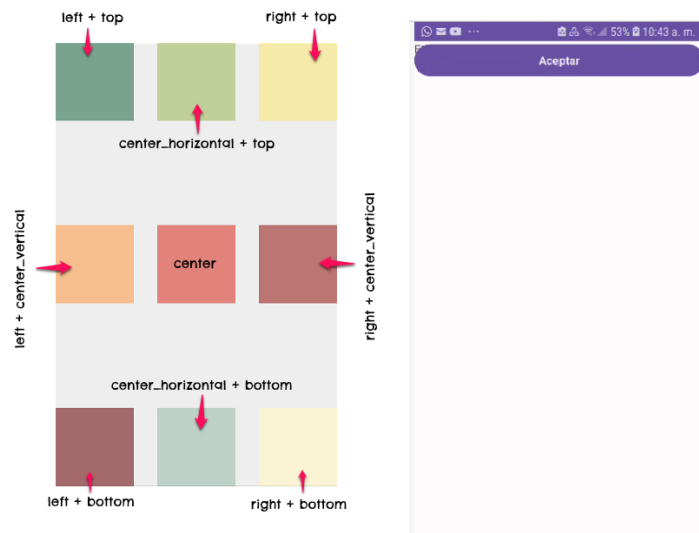 left + top
right + top
center_horizontal + top
left + center_vertical
center
right + center_vertical
center_horizontal + bottom
left + bottom
right + bottom
53% 10:43 a. m.
Aceptar